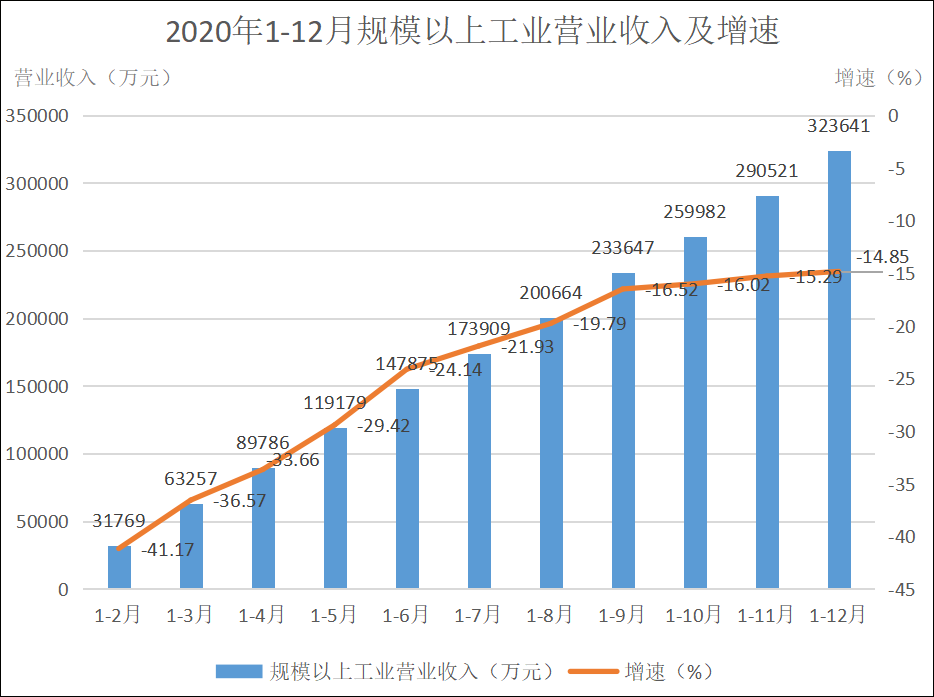 2020年1-12月规模以上工业营业收入及增速
营业收入（万元） 增速（%）
350000 0
300000 -5
250000 -10
200000 -15
150000 -20
100000 -25
50000 -30
0 -35
-40
-45
31769 63257 89786 119179 147875 173909 200664 233647 259982 290521 323641
-41.17 -36.57 -33.66 -29.42 -24.14 -21.93 -19.79 -16.52 -16.02 -15.29 -14.85
1-2月 1-3月 1-4月 1-5月 1-6月 1-7月 1-8月 1-9月 1-10月 1-11月 1-12月
规模以上工业营业收入（万元） 增速（%）